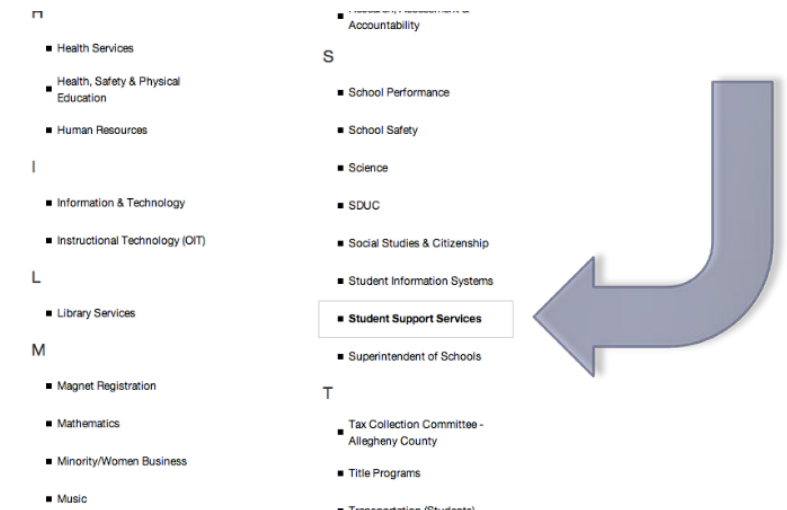 H
Health Services
Health, Safety & Physical
Education
Human Resources
I
Information & Technology
Instructional Technology (OIT)
L
Library Services
M
Magnet Registration
Mathematics
Minority/Women Business
Music
Accountability
S
School Performance
School Safety
Science
SDUC
Social Studies & Citizenship
Student Information Systems
Student Support Services
Superintendent of Schools
T
Tax Collection Committee -
Allegheny County
Title Programs
Transportation (Students)